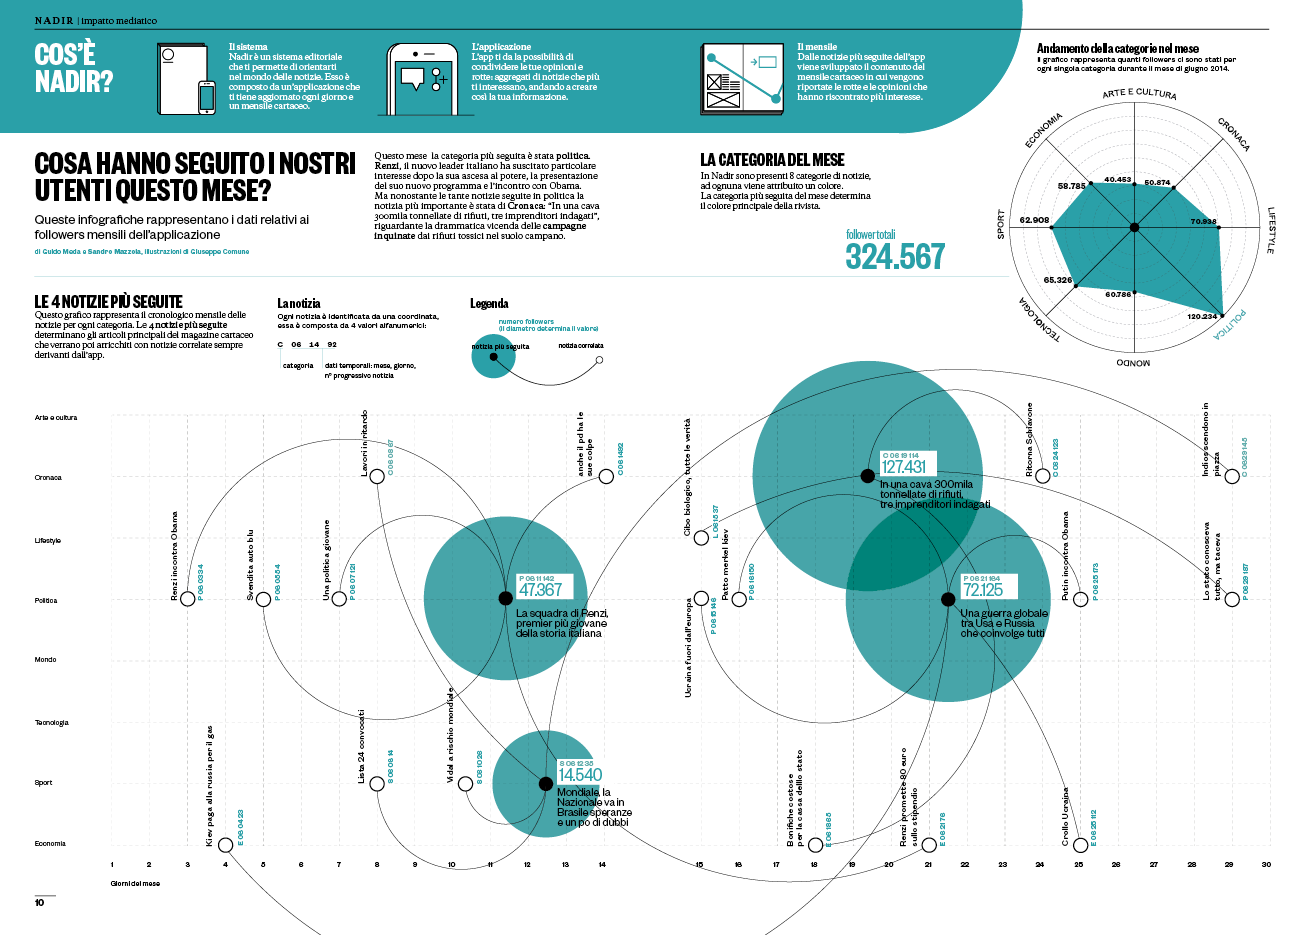 NADIR | impatto mediatico
COS'È
NADIR?
Il sistema
Nadir è un sistema editoriale
che ti permette di orientarti
nel mondo delle notizie. Esso è
composto da un'applicazione che
ti tiene aggiornato ogni giorno e
un mensile cartaceo.
L'applicazione
L'app ti da la possibilità di
condividere le tue opinioni e
rotte: aggregati di notizie che più
ti interessano, andando a creare
così la tua informazione.
Il mensile
Dalle notizie più seguite dell'app
viene sviluppato il contenuto del
mensile cartaceo in cui vengono
riportate le rotte e le opinioni che
hanno riscontrato più interesse.
Andamento della categorie nel mese
Il grafico rappresenta quanti followers ci sono stati per
ogni singola categoria durante il mese di giugno 2014.
ARTE E CULTURA
CRONACA
LIFESTYLE
POLITICA
MONDO
TECNOLOGIA
SPORT
ECONOMIA
40.453
50.874
70.938
120.234
60.786
65.326
62.908
58.785
COSA HANNO SEGUITO I NOSTRI
UTENTI QUESTO MESE?
Queste infografiche rappresentano i dati relativi ai
followers mensili dell'applicazione
di Guido Meda e Sandro Mazzola, illustrazioni di Giuseppe Comune
Questo mese la categoria più seguita è stata politica.
Renzi, il nuovo leader italiano ha suscitato particolare
interesse dopo la sua ascesa al potere, la presentazione
del suo nuovo programma e l'incontro con Obama.
Ma nonostante le tante notizie seguite in politica la
notizia più importante è stata di Cronaca: "In una cava
300mila tonnellate di rifiuti, tre imprenditori indagati",
riguardante la drammatica vicenda delle campagne
inquinate dai rifiuti tossici nel suolo campano.
LA CATEGORIA DEL MESE
In Nadir sono presenti 8 categorie di notizie,
ad ognuna viene attribuito un colore.
La categoria più seguita del mese determina
il colore principale della rivista.
follower totali
324.567
LE 4 NOTIZIE PIÙ SEGUITE
Questo grafico rappresenta il cronologico mensile delle
notizie per ogni categoria. Le 4 notizie più seguite
determinano gli articoli principali del magazine cartaceo
che verrano poi arricchiti con notizie correlate sempre
derivanti dall'app.
La notizia
Ogni notizia è identificata da una coordinata,
essa è composta da 4 valori alfanumerici:
C 06 14 92
categoria
dati temporali: mese, giorno,
n° progressivo notizia
Legenda
numero followers
(il diametro determina il valore)
notizia più seguita
notizia correlata
Arte e cultura
Cronaca
Lifestyle
Politica
Mondo
Tecnologia
Sport
Economia
Renzi incontra Obama
P 06 03 34
Kiev paga alla russia per il gas
E 06 04 23
Svendita auto blu
P 06 05 54
Una politica giovane
P 06 07 121
Lavori in ritardo
C 06 08 67
Lista 24 convocati
S 06 08 14
Vidal a rischio mondiale
S 06 10 26
P 06 11 142
47.367
La squadra di Renzi,
premier più giovane
della storia italiana
S 06 12 35
14.540
Mondiale, la
Nazionale va in
Brasile speranze
e un po di dubbi
anche il pd ha le
sue colpe
C 06 14 92
Cibo biologico, tutte le verità
L 06 15 37
Ucraina fuori dall'europa
P 06 15 146
Patto merkel kiev
P 06 16 150
Bonifiche costose
per la cassa dello stato
E 06 18 65
C 06 19 114
127.431
In una cava 300mila
tonnellate di rifiuti,
tre imprenditori indagati
Renzi promette 80 euro
sullo stipendio
E 06 21 76
P 06 21 164
72.125
Una guerra globale
tra Usa e Russia
che coinvolge tutti
Ritorna Schiavone
C 06 24 123
Putin incontra Obama
P 06 25 173
Crollo Ucraina
E 06 25 112
Indios scendono in
piazza
C 06 29 145
Lo stato conosceva
tutto, ma taceva
P 06 29 187
1 2 3 4 5 6 7 8 9 10 11 12 13 14 15 16 17 18 19 20 21 22 23 24 25 26 27 28 29 30
Giorni del mese
10